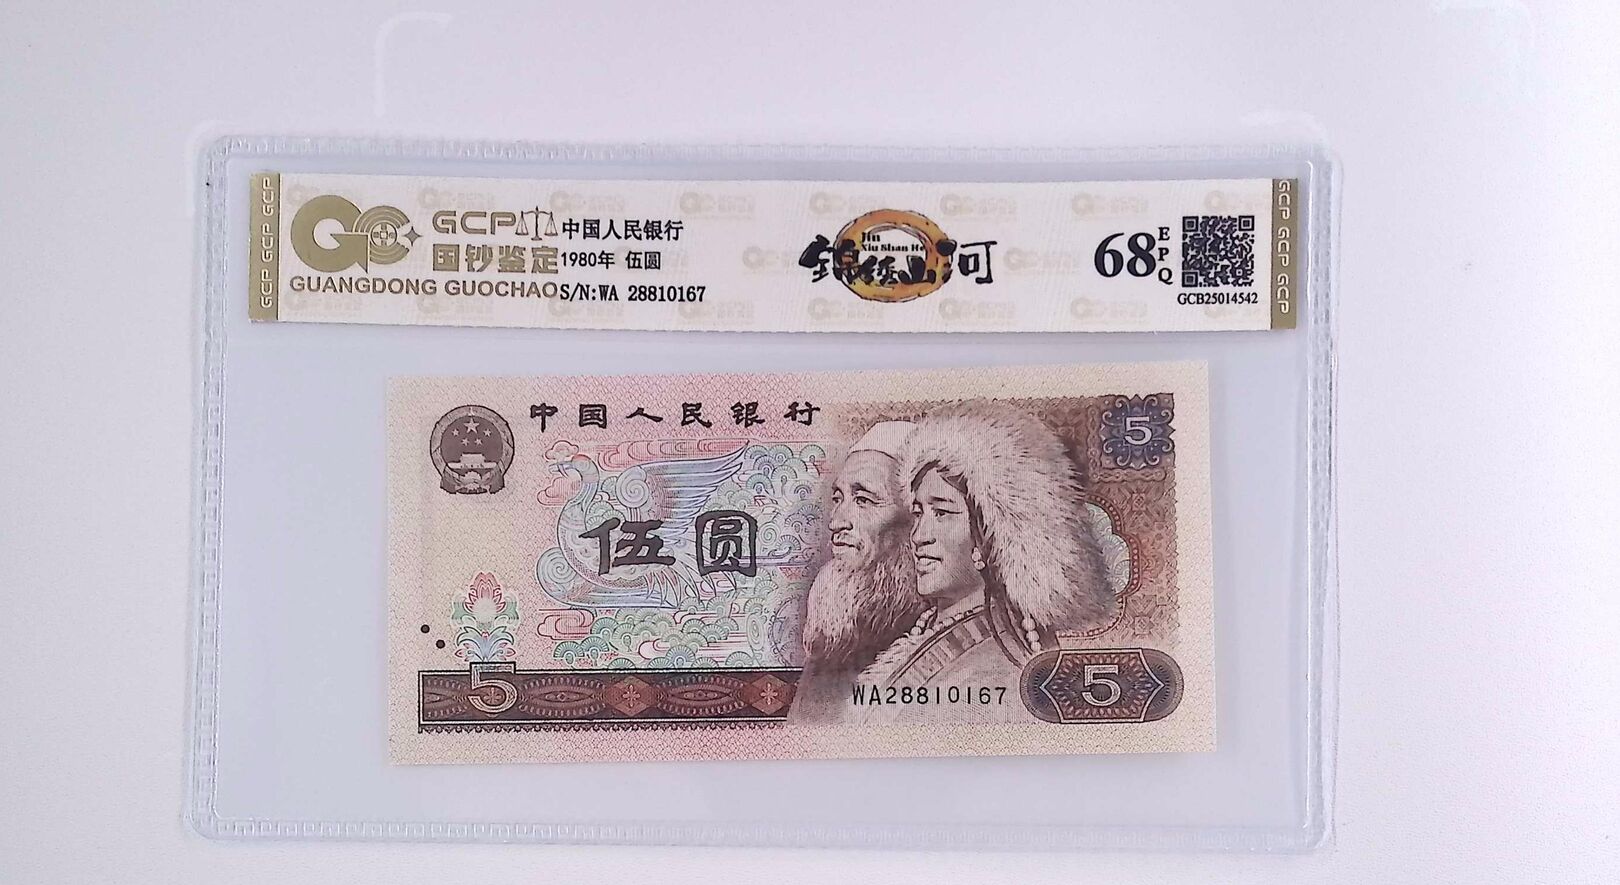 GCP GCP GCP
GCP
国钞鉴定
GUANGDONG GUOCHAO
中国人民银行
1980年 伍圆
S/N:WA 28810167
Jin
Xiu Shan He
锦绣山河
68
EPQ
GCB25014542
GCP GCP GCP
中国人民银行
5
伍圆
5
WA28810167
5